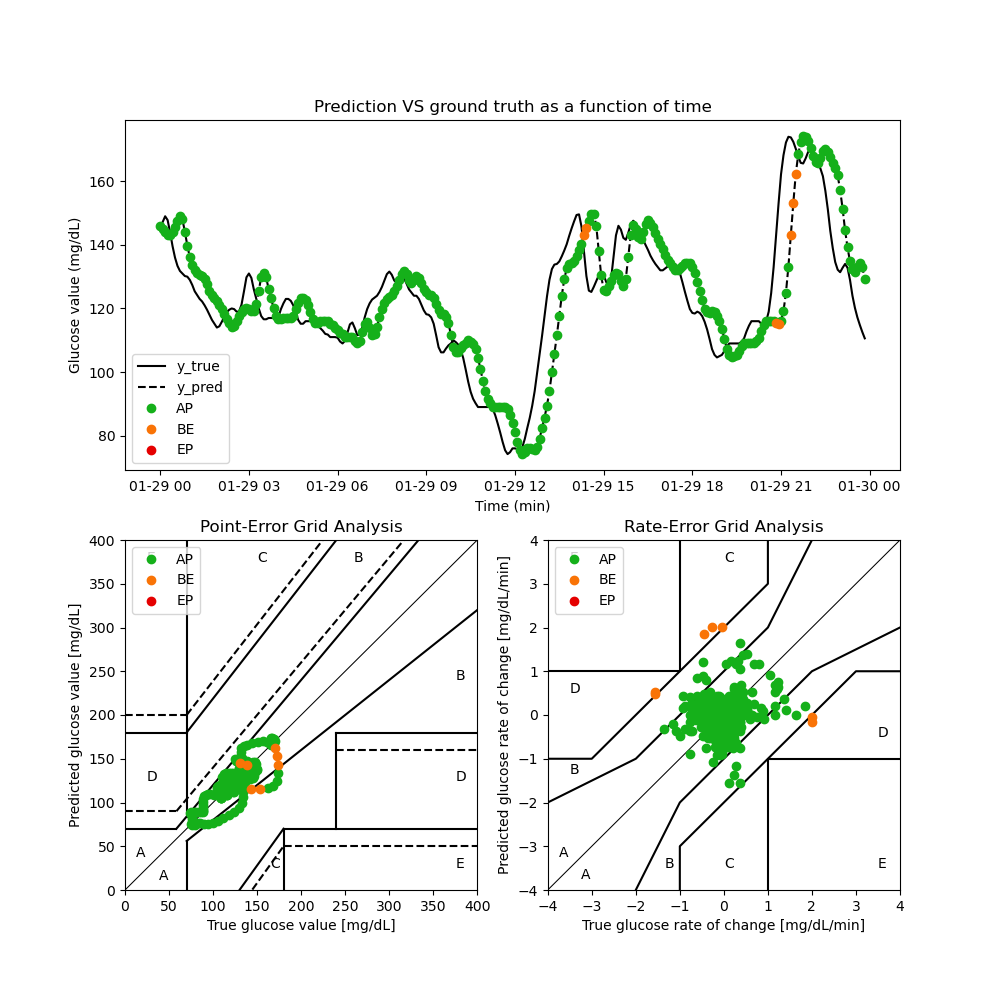 Prediction VS ground truth as a function of time
Glucose value (mg/dL)
160
140
120
100
80
y_true
y_pred
AP
BE
EP
01-29 00 01-29 03 01-29 06 01-29 09 01-29 12 01-29 15 01-29 18 01-29 21 01-30 00
Time (min)
Point-Error Grid Analysis
Predicted glucose value [mg/dL]
400
350
300
250
200
150
100
50
0
AP
BE
EP
C B
B
D D
A
A
C E
0 50 100 150 200 250 300 350 400
True glucose value [mg/dL]
Rate-Error Grid Analysis
Predicted glucose rate of change [mg/dL/min]
4
3
2
1
0
−1
−2
−3
−4
AP
BE
EP
C
D
D
B
A
A
B C E
−4 −3 −2 −1 0 1 2 3 4
True glucose rate of change [mg/dL/min]